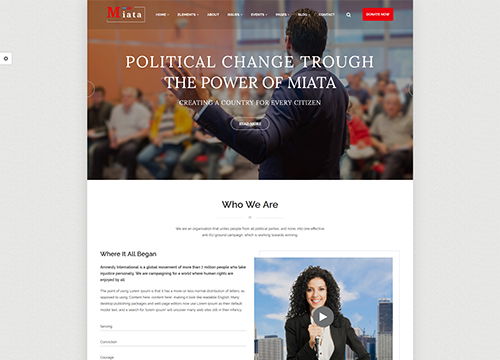 Miata
HOME ELEMENTS ABOUT ISSUES EVENTS PAGES BLOG CONTACT DONATE NOW
POLITICAL CHANGE TROUGH
THE POWER OF MIATA
CREATING A COUNTRY FOR EVERY CITIZEN
READ MORE
Who We Are
We are an organisation that unites people from all political parties, and none, into one effective
anti-EU ground campaign, which is working towards winning.
Where It All Began
Amnesty International is a global movement of more than 7 million people who take
injustice personally. We are campaigning for a world where human rights are
enjoyed by all.
The point of using Lorem Ipsum is that it has a more-or-less normal distribution of letters, as
opposed to using 'Content here, content here', making it look like readable English. Many
desktop publishing packages and web page editors now use Lorem Ipsum as their default
model text, and a search for 'lorem ipsum' will uncover many web sites still in their infancy.
Serving
Conviction
Courage